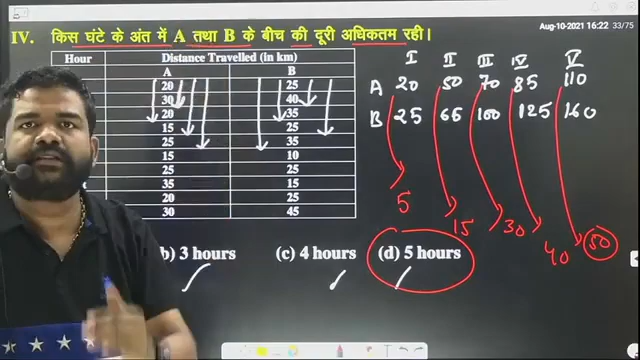 Aug-10-2021 16:22 33/75
IV. किस घंटे के अंत में A तथा B के बीच की दूरी अधिकतम रही।
Hour Distance Travelled (in km)
A B
20 25
30 40
20 35
15 25
25 35
15 10
25 25
35 15
20 25
30 45
I II III IV V
A 20 50 70 85 110
B 25 65 100 125 160
5 15 30 40 50
b) 3 hours (c) 4 hours (d) 5 hours